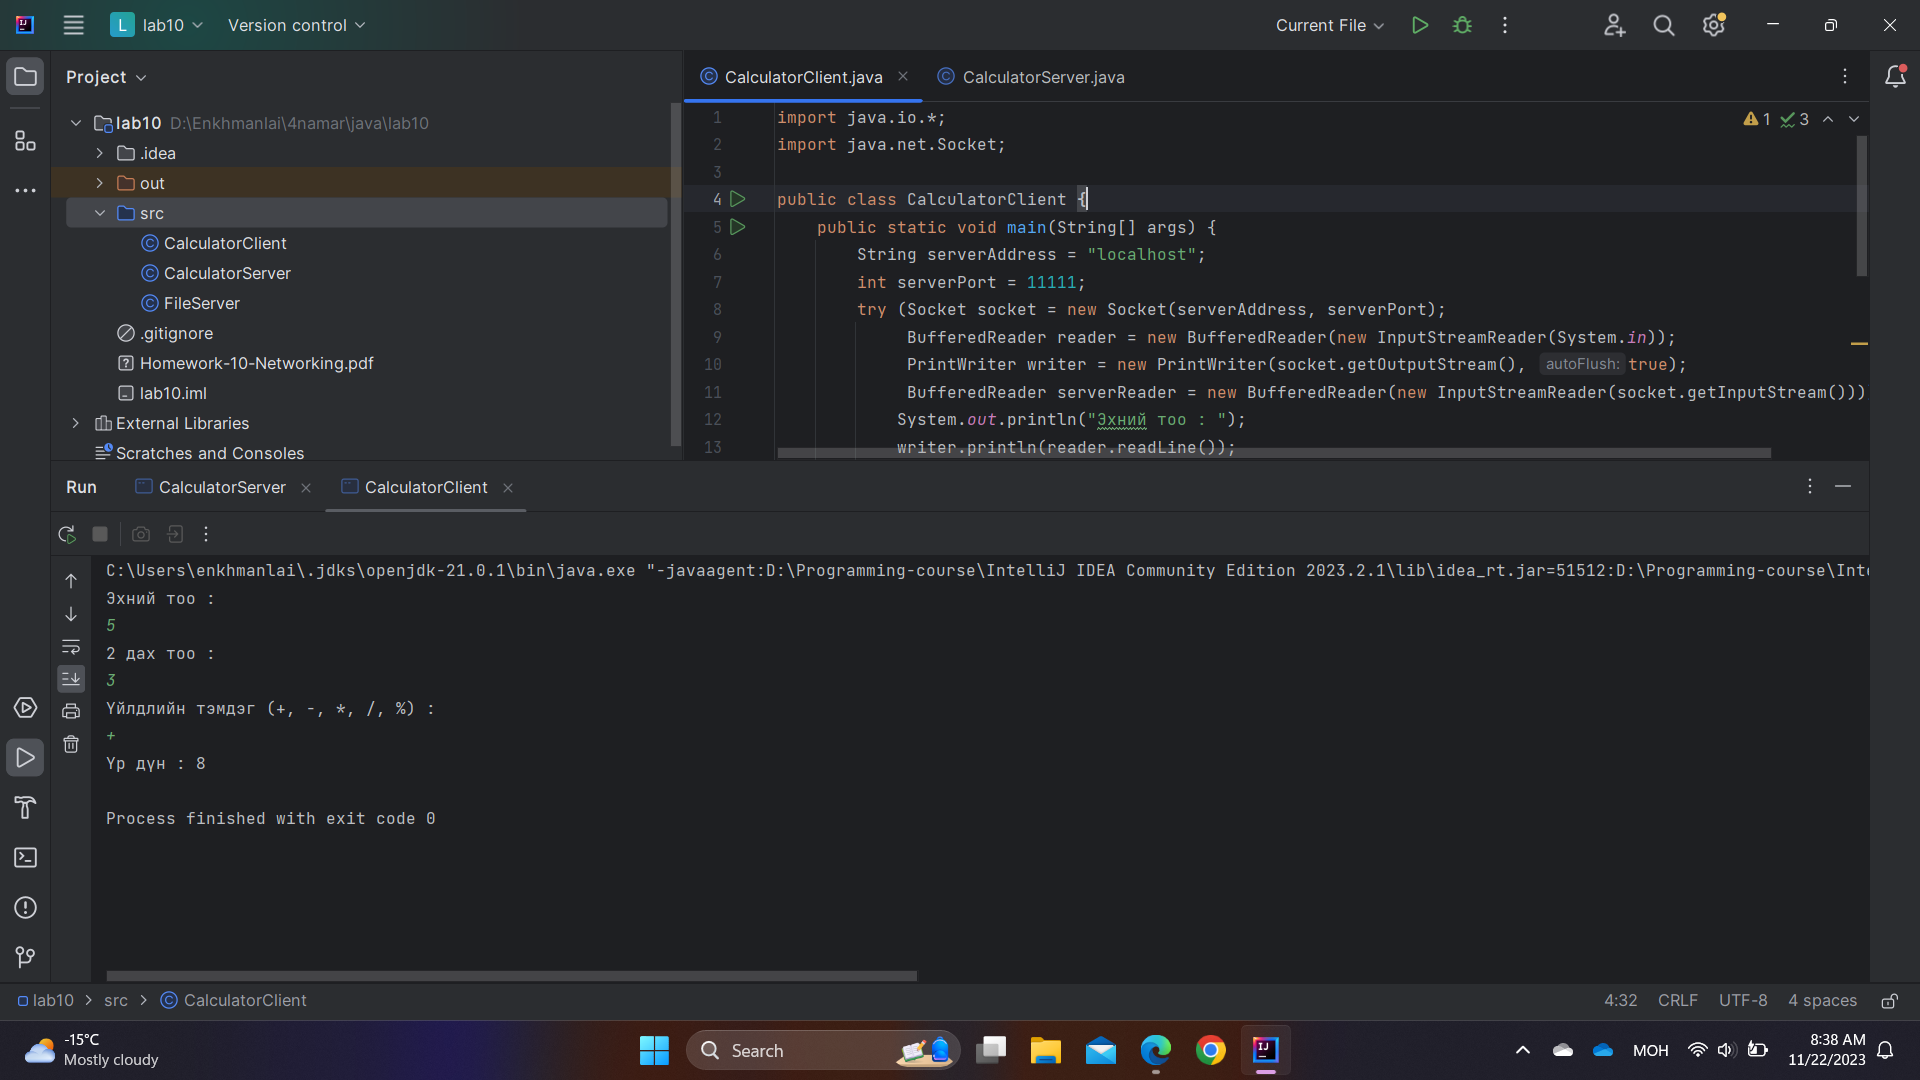 L lab10 Version control Current File
Project
lab10 D:\Enkhmanlai\4namar\java\lab10
.idea
out
src
CalculatorClient
CalculatorServer
FileServer
.gitignore
Homework-10-Networking.pdf
lab10.iml
External Libraries
Scratches and Consoles
CalculatorClient.java CalculatorServer.java
1 3
1 import java.io.*;
2 import java.net.Socket;
3
4 public class CalculatorClient {
5 public static void main(String[] args) {
6 String serverAddress = "localhost";
7 int serverPort = 11111;
8 try (Socket socket = new Socket(serverAddress, serverPort);
9 BufferedReader reader = new BufferedReader(new InputStreamReader(System.in));
10 PrintWriter writer = new PrintWriter(socket.getOutputStream(), autoFlush: true);
11 BufferedReader serverReader = new BufferedReader(new InputStreamReader(socket.getInputStream()))
12 System.out.println("Эхний тоо : ");
13 writer.println(reader.readLine());
Run CalculatorServer CalculatorClient
C:\Users\enkhmanlai\.jdks\openjdk-21.0.1\bin\java.exe "-javaagent:D:\Programming-course\IntelliJ IDEA Community Edition 2023.2.1\lib\idea_rt.jar=51512:D:\Programming-course\Int
Эхний тоо :
5
2 дах тоо :
3
Үйлдлийн тэмдэг (+, -, *, /, %) :
+
Үр дүн : 8
Process finished with exit code 0
lab10 > src > CalculatorClient
4:32 CRLF UTF-8 4 spaces
-15°C
Mostly cloudy
Search
МОН
8:38 AM
11/22/2023